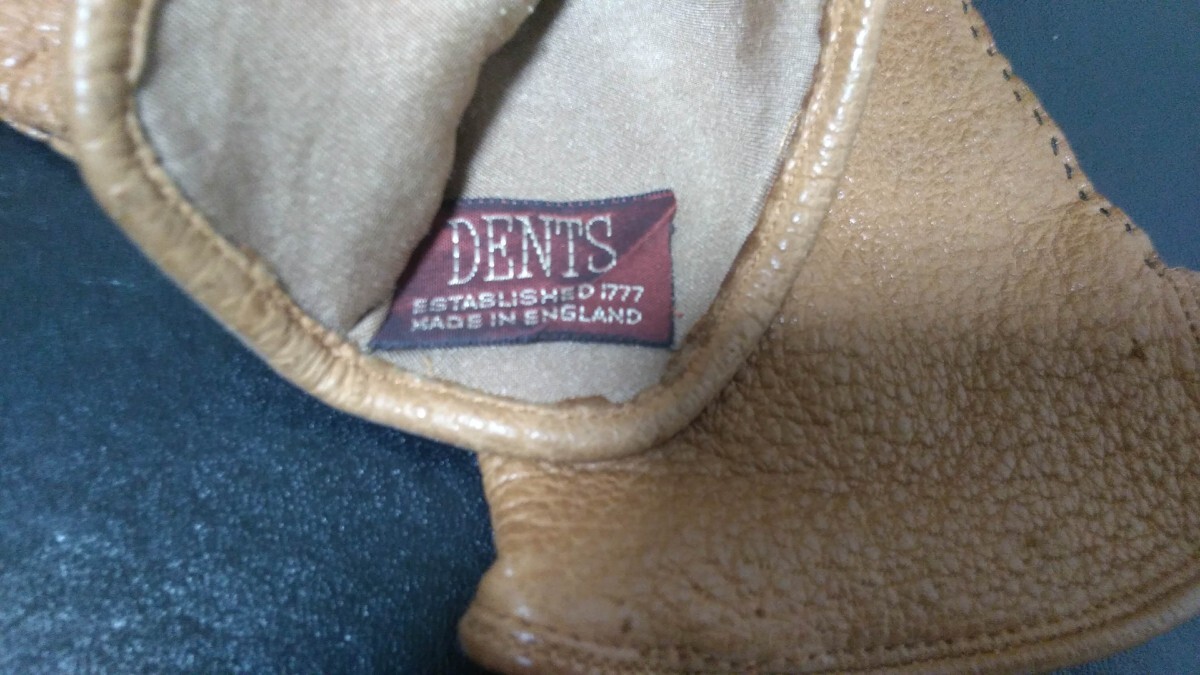 DENTS
ESTABLISHED 1777
MADE IN ENGLAND